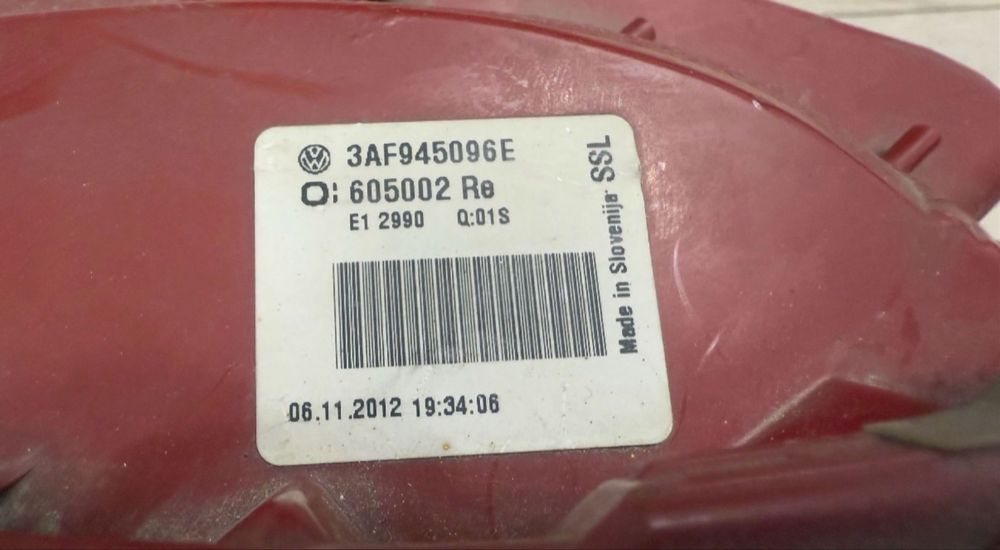 3AF945096E
605002 Re
E1 2990 Q:01S
Made in Slovenija SSL
06.11.2012 19:34:06